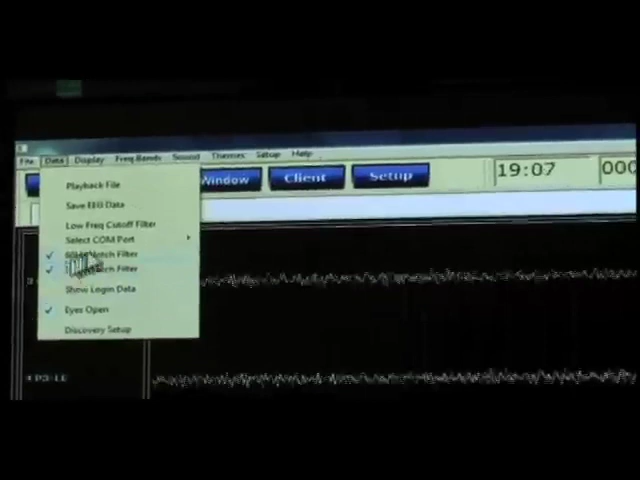 File Data Display Freq.Bands Sound Themes Setup Help
Window Client Setup 19:07 000
Playback File
Save EEG Data
Low Freq Cutoff Filter
Select COM Port
Notch Filter
Filter
Show Login Data
Eyes Open
Discovery Setup